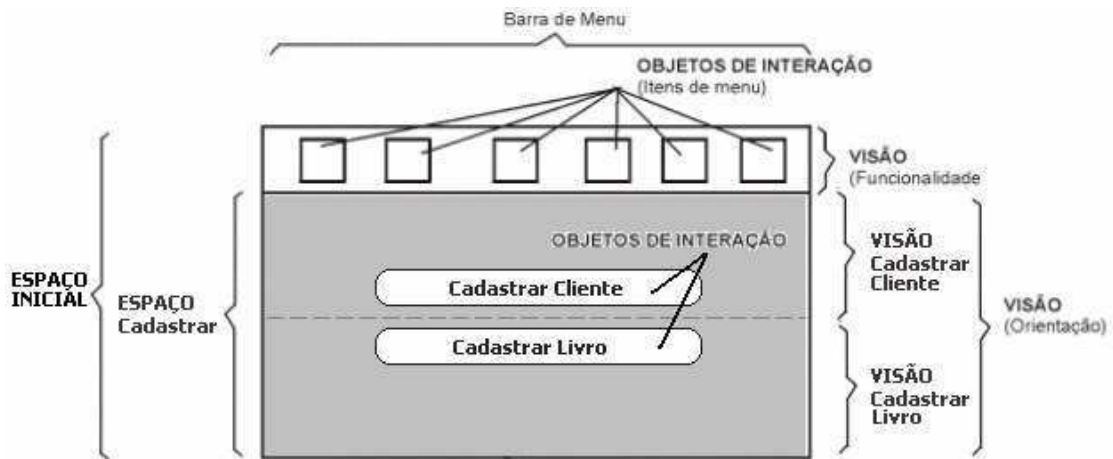 Barra de Menu
OBJETOS DE INTERAÇÃO
(Itens de menu)
VISÃO
(Funcionalidade
OBJETOS DE INTERAÇÃO
VISÃO
Cadastrar
Cliente
ESPAÇO
INICIAL
ESPAÇO
Cadastrar
Cadastrar Cliente
VISÃO
(Orientação)
Cadastrar Livro
VISÃO
Cadastrar
Livro